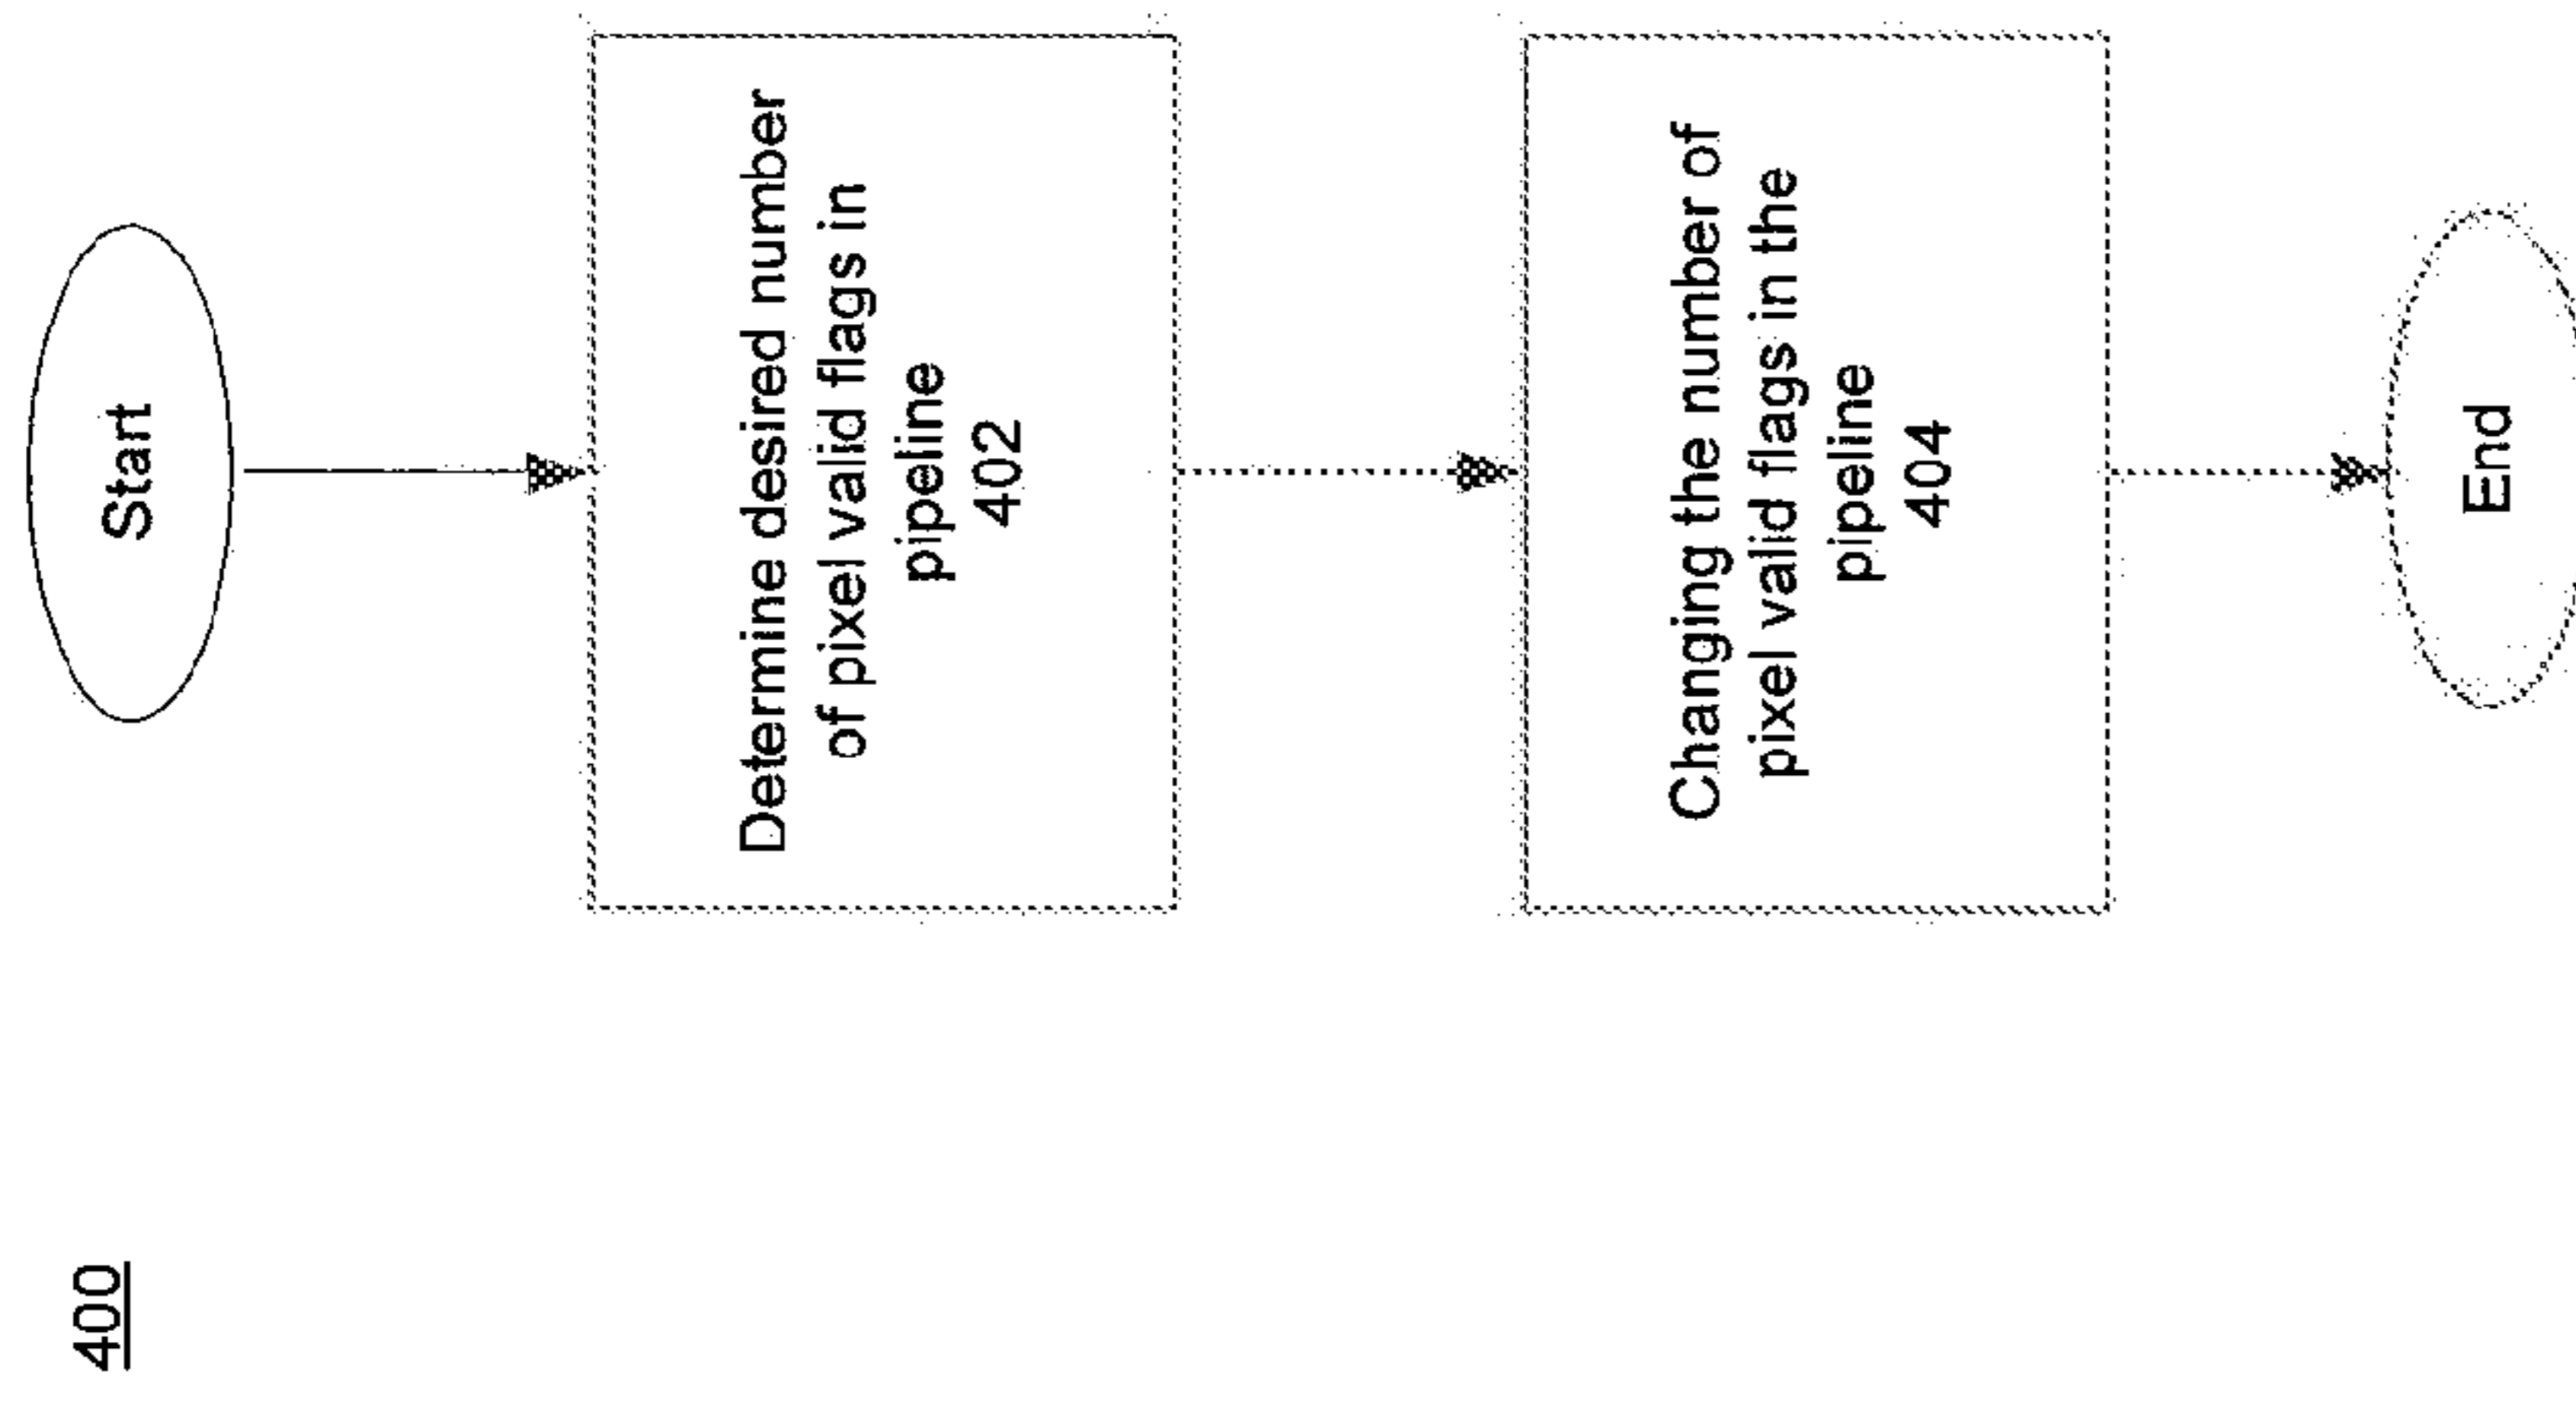 400
Start
Determine desired number
of pixel valid flags in
pipeline
402
Changing the number of
pixel valid flags in the
pipeline
404
End